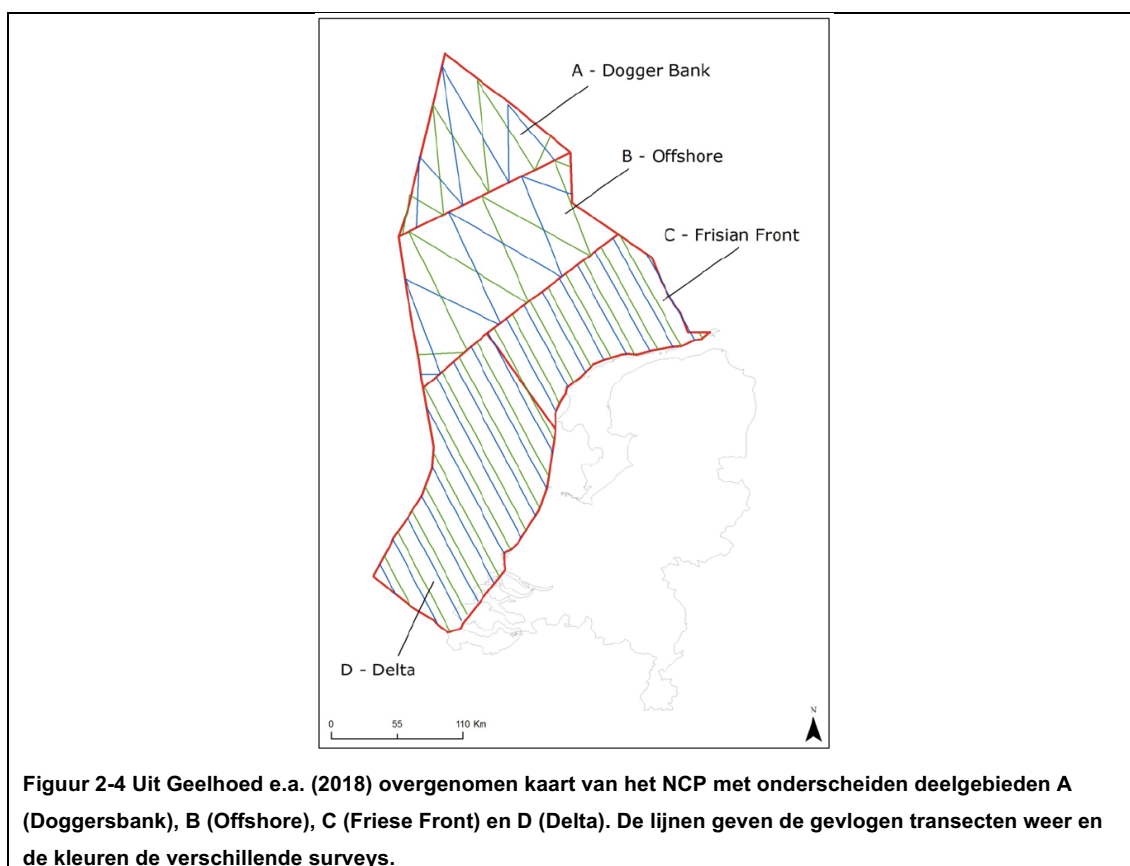 A - Dogger Bank
B - Offshore
C - Frisian Front
D - Delta
0 55 110 Km
N
Figuur 2-4 Uit Geelhoed e.a. (2018) overgenomen kaart van het NCP met onderscheiden deelgebieden A
(Doggersbank), B (Offshore), C (Friese Front) en D (Delta). De lijnen geven de gevlogen transecten weer en
de kleuren de verschillende surveys.